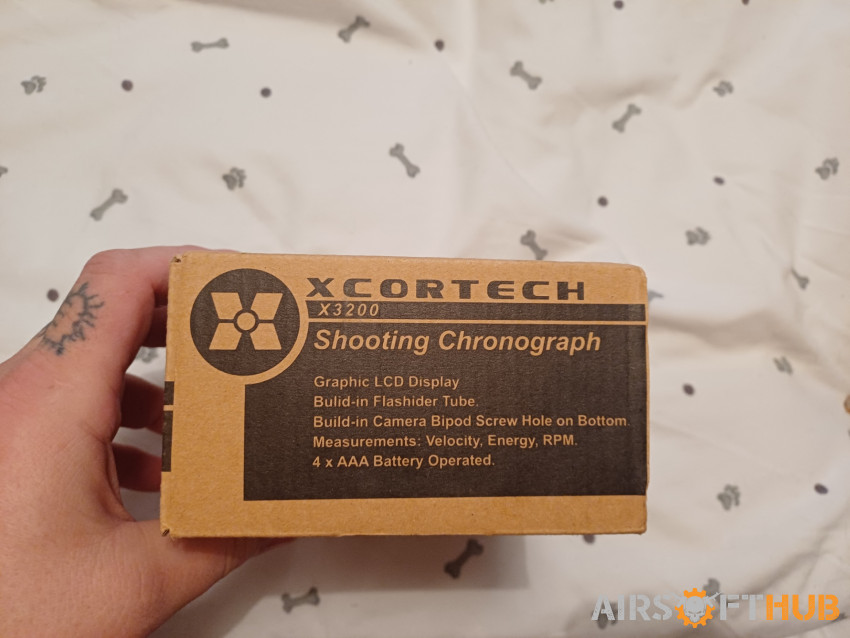 XCORTECH
X3200
Shooting Chronograph
Graphic LCD Display
Bulid-in Flashider Tube.
Build-in Camera Bipod Screw Hole on Bottom.
Measurements: Velocity, Energy, RPM.
4 x AAA Battery Operated.
AIRSOFTHUB